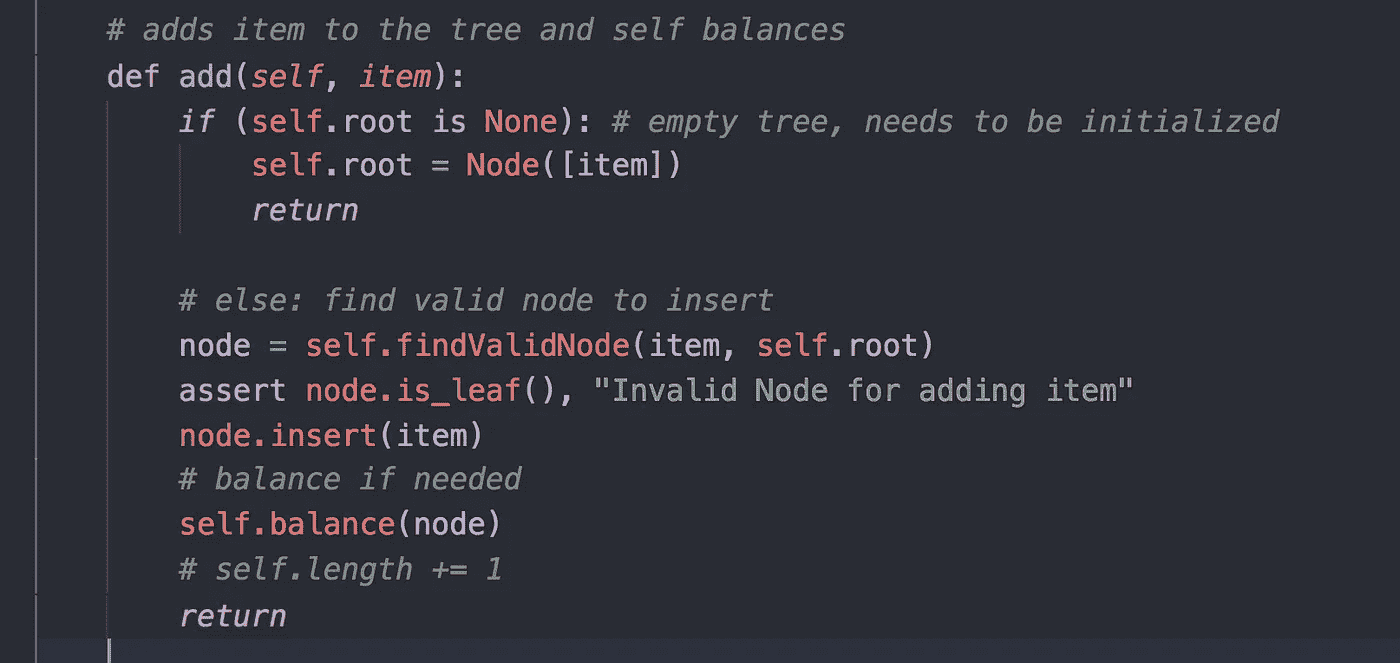 # adds item to the tree and self balances
def add(self, item):
if (self.root is None): # empty tree, needs to be initialized
self.root = Node([item])
return
# else: find valid node to insert
node = self.findValidNode(item, self.root)
assert node.is_leaf(), "Invalid Node for adding item"
node.insert(item)
# balance if needed
self.balance(node)
# self.length += 1
return